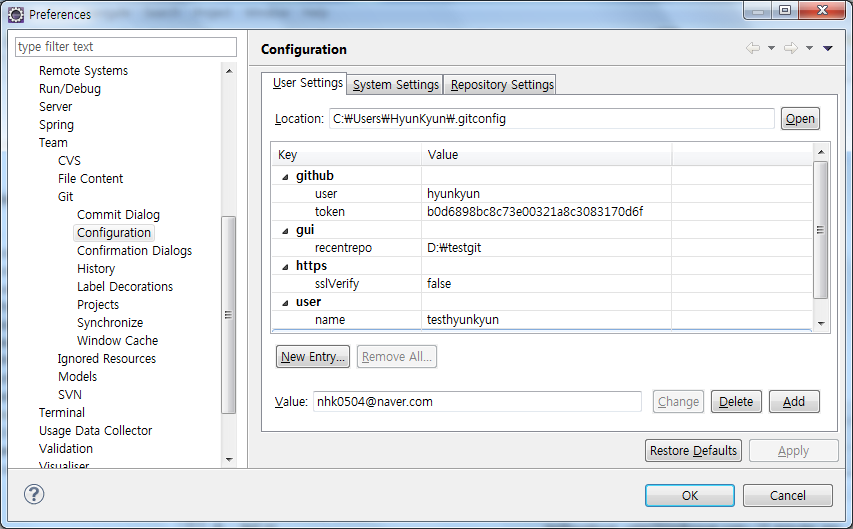 Preferences
type filter text
Remote Systems
Run/Debug
Server
Spring
Team
CVS
File Content
Git
Commit Dialog
Configuration
Confirmation Dialogs
History
Label Decorations
Projects
Synchronize
Window Cache
Ignored Resources
Models
SVN
Terminal
Usage Data Collector
Validation
Visualiser
Configuration
User Settings System Settings Repository Settings
Location: C:₩Users₩HyunKyun₩.gitconfig Open
Key Value
github
user hyunkyun
token b0d6898bc8c73e00321a8c3083170d6f
gui
recentrepo D:₩testgit
https
sslVerify false
user
name testhyunkyun
New Entry... Remove All...
Value: nhk0504@naver.com Change Delete Add
Restore Defaults Apply
? OK Cancel